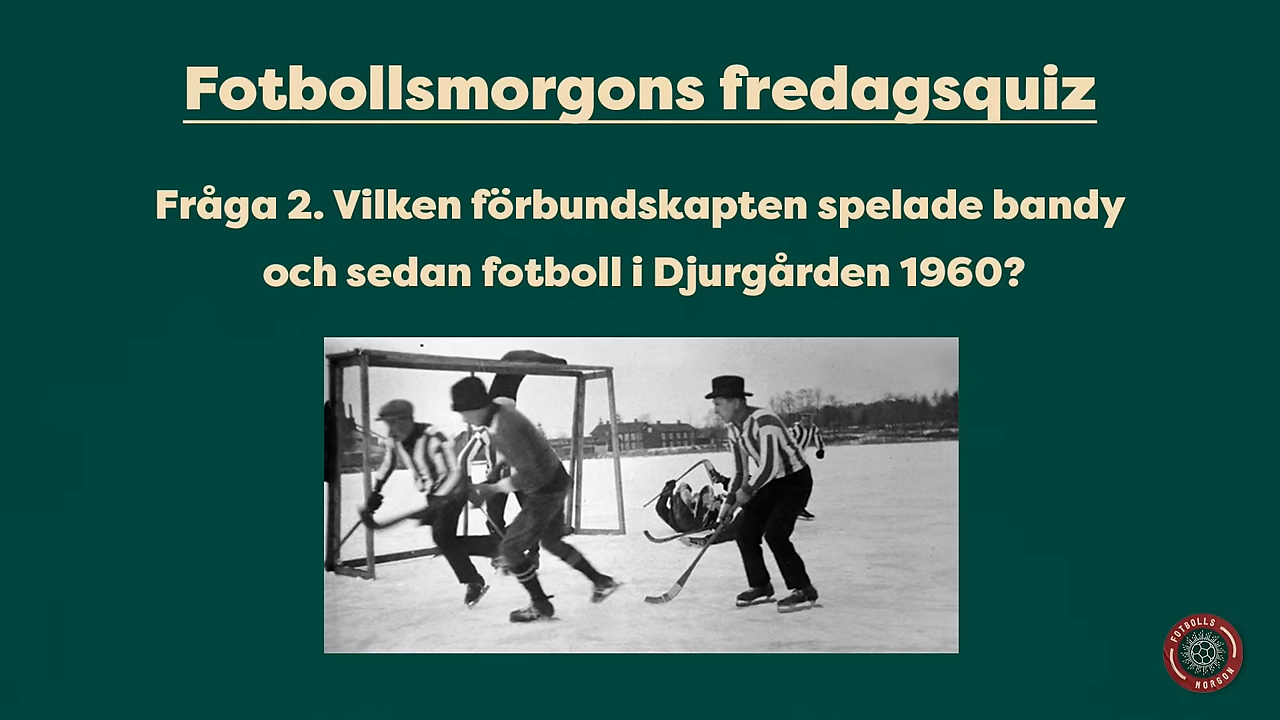 Fotbollsmorgons fredagsquiz
Fråga 2. Vilken förbundskapten spelade bandy
och sedan fotboll i Djurgården 1960?
FOTBOLLS
MORGON